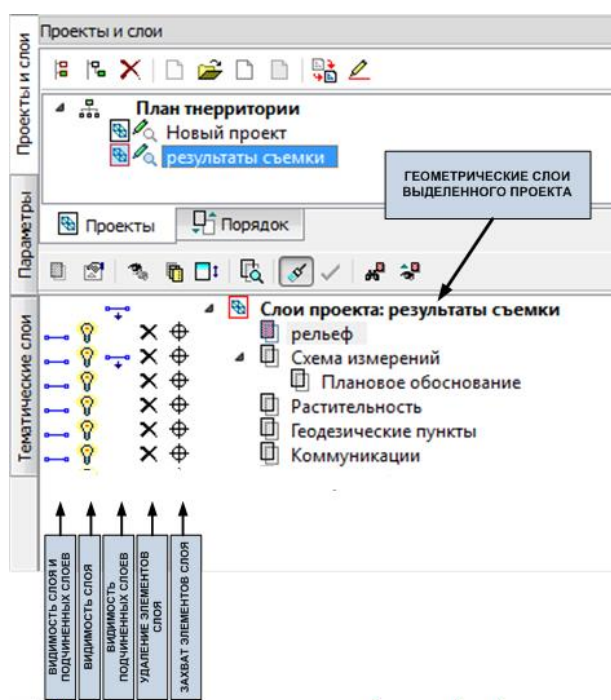 Проекты и слои
Проекты и слои
Параметры
Тематические слои
План тнерритории
Новый проект
результаты съемки
ГЕОМЕТРИЧЕСКИЕ СЛОИ
ВЫДЕЛЕННОГО ПРОЕКТА
Проекты
Порядок
Слои проекта: результаты съемки
рельеф
Схема измерений
Плановое обоснование
Растительность
Геодезические пункты
Коммуникации
ВИДИМОСТЬ СЛОЯ И
ПОДЧИНЕННЫХ СЛОЕВ
ВИДИМОСТЬ СЛОЯ
ВИДИМОСТЬ
ПОДЧИНЕННЫХ СЛОЕВ
УДАЛЕНИЕ ЭЛЕМЕНТОВ
СЛОЯ
ЗАХВАТ ЭЛЕМЕНТОВ СЛОЯ